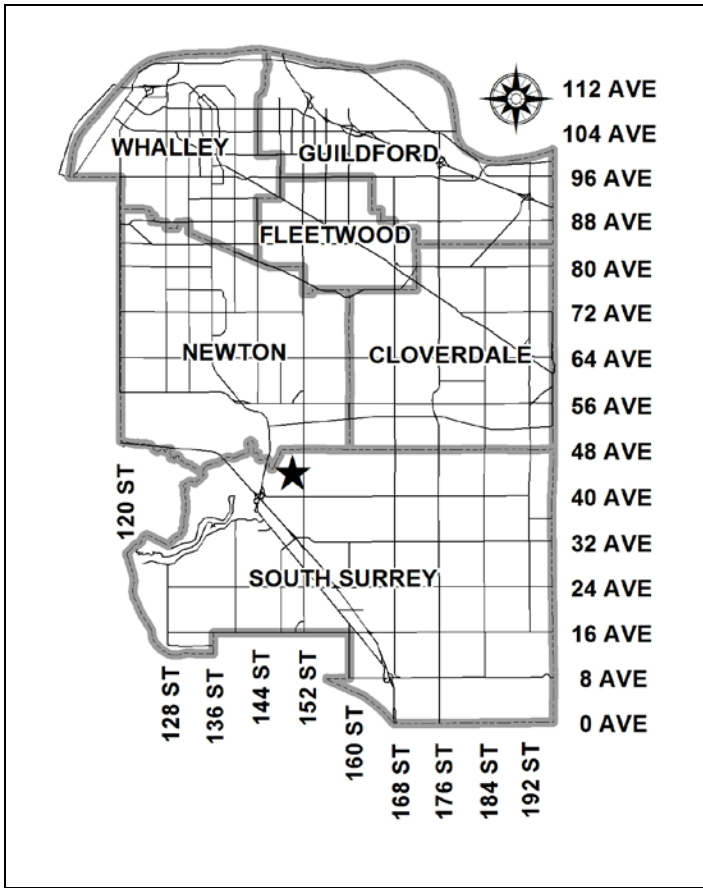 112 AVE
104 AVE
WHALLEY
GUILDFORD
96 AVE
88 AVE
FLEETWOOD
80 AVE
72 AVE
NEWTON
CLOVERDALE
64 AVE
56 AVE
48 AVE
120 ST
40 AVE
32 AVE
SOUTH SURREY
24 AVE
16 AVE
128 ST
136 ST
144 ST
152 ST
8 AVE
160 ST
0 AVE
168 ST
176 ST
184 ST
192 ST